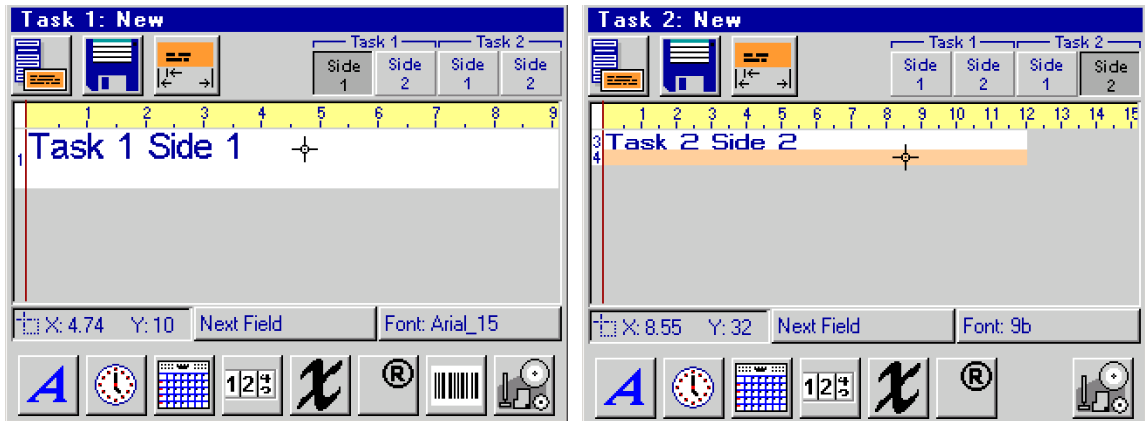 Task 1: New
Task 1 Task 2
Side 1 Side 2 Side 1 Side 2
1 2 3 4 5 6 7 8 9
1 Task 1 Side 1
X: 4.74 Y: 10 Next Field Font: Arial_15
A 12345 x ®
Task 2: New
Task 1 Task 2
Side 1 Side 2 Side 1 Side 2
1 2 3 4 5 6 7 8 9 10 11 12 13 14 15
3 Task 2 Side 2
4
X: 8.55 Y: 32 Next Field Font: 9b
A 12345 x ®